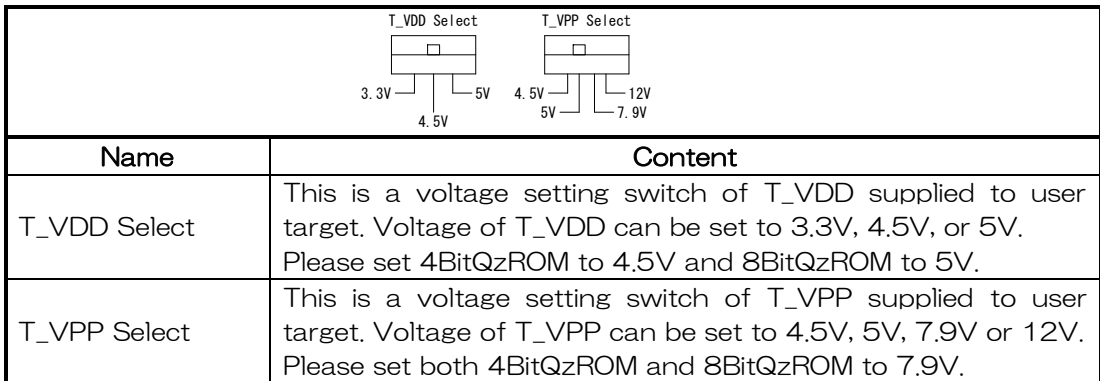 T_VDD Select T_VPP Select
3.3V 5V 4.5V 12V
4.5V 5V 7.9V
Name Content
This is a voltage setting switch of T_VDD supplied to user
T_VDD Select target. Voltage of T_VDD can be set to 3.3V, 4.5V, or 5V.
Please set 4BitQzROM to 4.5V and 8BitQzROM to 5V.
This is a voltage setting switch of T_VPP supplied to user
T_VPP Select target. Voltage of T_VPP can be set to 4.5V, 5V, 7.9V or 12V.
Please set both 4BitQzROM and 8BitQzROM to 7.9V.